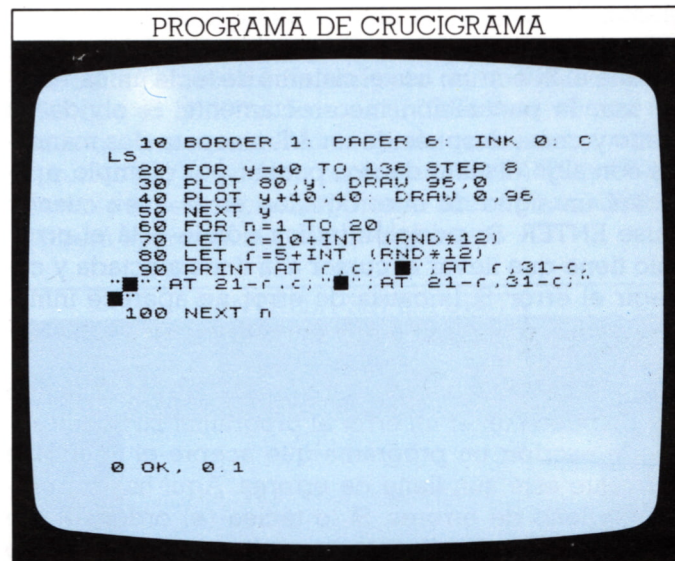 PROGRAMA DE CRUCIGRAMA
10 BORDER 1: PAPER 5: INK 0: C
LS
20 FOR y=40 TO 136 STEP 8
30 PLOT 80,y: DRAW 96,0
40 PLOT y+40,40: DRAW 0,96
50 NEXT y
60 FOR n=1 TO 20
70 LET c=10+INT (RND*12)
80 LET r=5+INT (RND*12)
90 PRINT AT r,c;"■";AT r,31-c;
"■";AT 21-r,c;"■";AT 21-r,31-c;"
■"
100 NEXT n
0 OK, 0:1